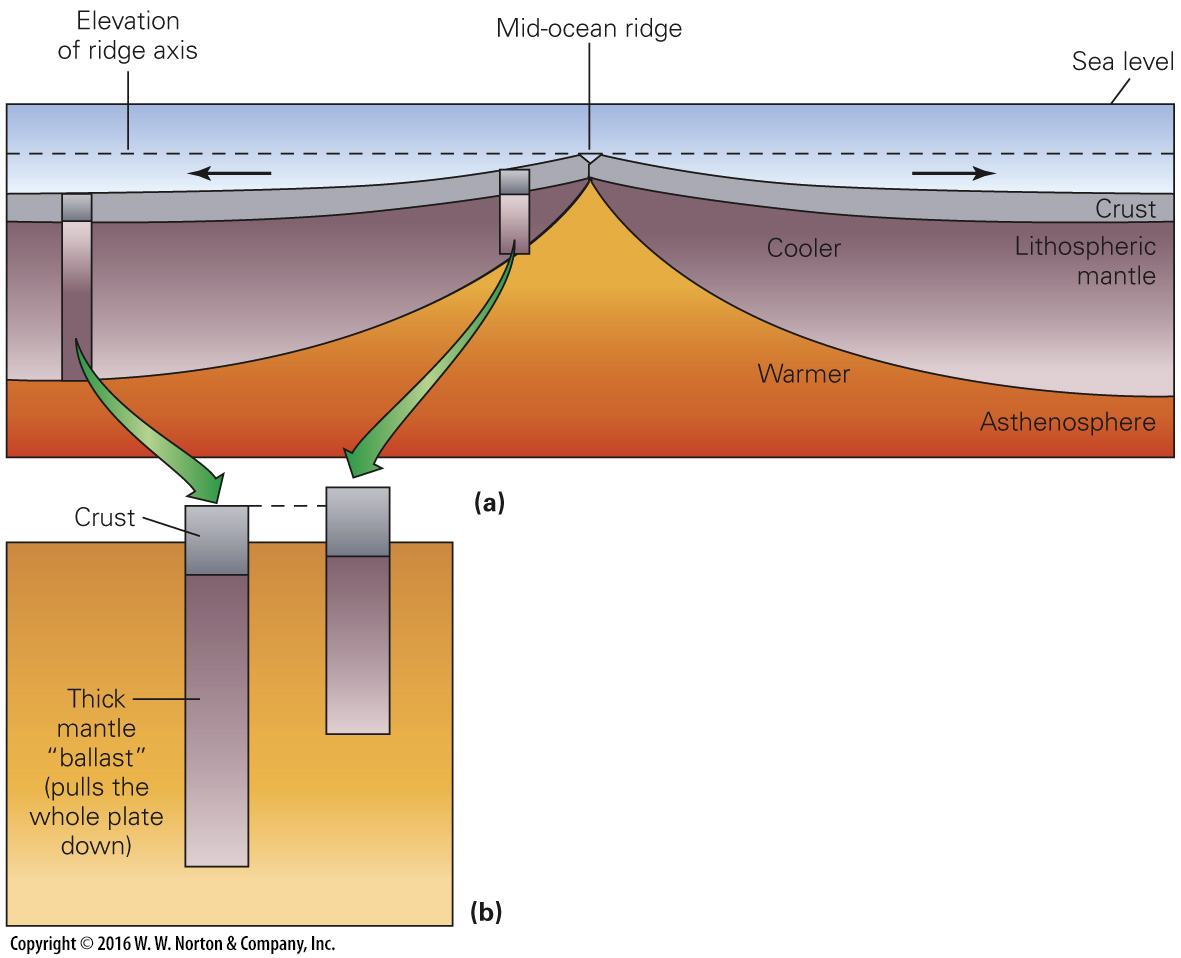 Elevation
of ridge axis
Mid-ocean ridge
Sea level
Crust
Cooler
Lithospheric
mantle
Warmer
Asthenosphere
(a)
Crust
Thick
mantle
“ballast”
(pulls the
whole plate
down)
(b)
Copyright © 2016 W. W. Norton & Company, Inc.